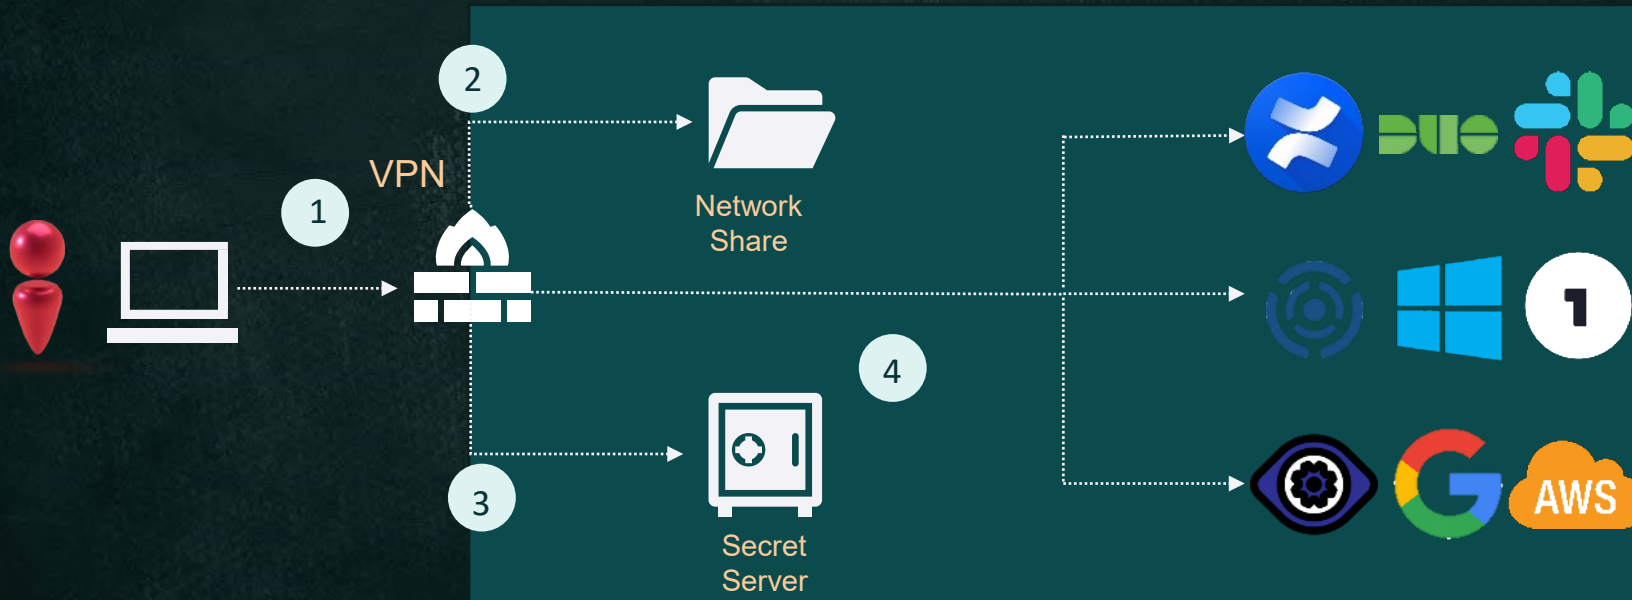 2
VPN
1
Network
Share
DUO
1
4
3
AWS
Secret
Server